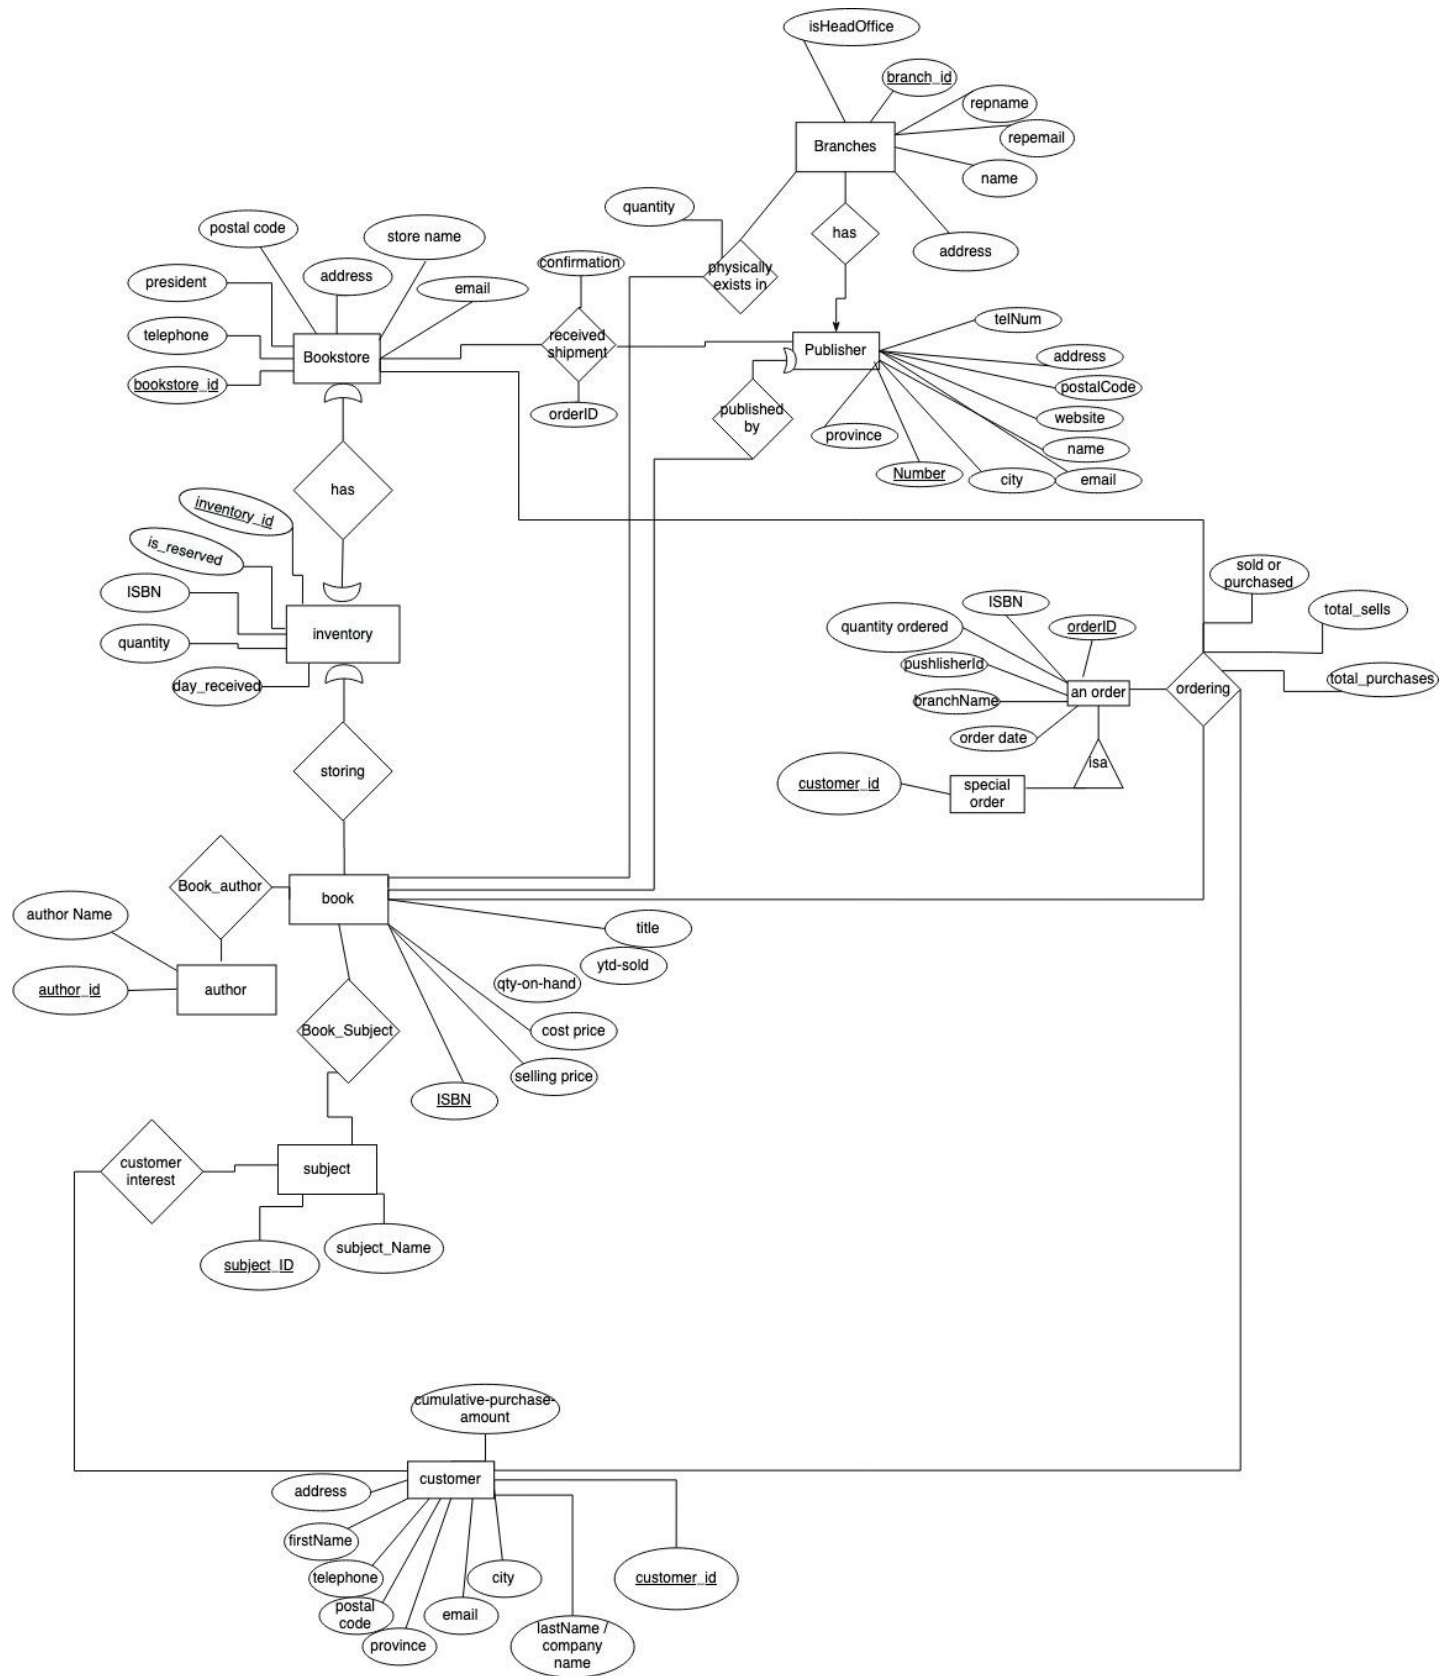 isHeadOffice
branch_id
repname
repemail
Branches
name
quantity
postal code
store name
has
address
confirmation
physically
exists in
address
president
email
telNum
telephone
received
shipment
Publisher
address
Bookstore
bookstore_id
postalCode
orderID
published
by
website
province
name
Number
city
email
has
inventory_id
is_reserved
sold or
purchased
ISBN
ISBN
total_sells
quantity ordered
orderID
inventory
quantity
pushlisherId
day_received
an order
ordering
total_purchases
branchName
order date
isa
storing
customer_id
special
order
Book_author
book
author Name
title
ytd-sold
qty-on-hand
author_id
author
Book_Subject
cost price
selling price
ISBN
customer
interest
subject
subject_ID
subject_Name
cumulative-purchase-
amount
customer
address
firstName
telephone
city
customer_id
postal
code
email
province
lastName /
company
name